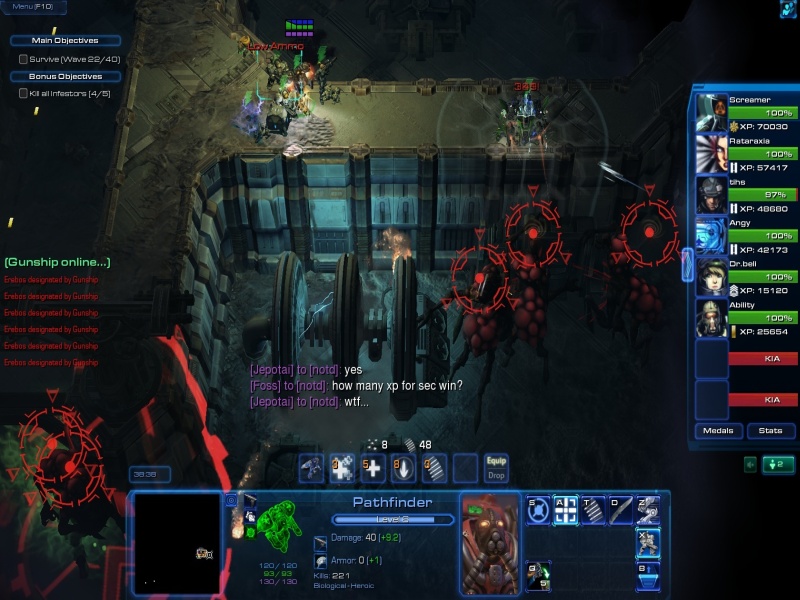 Menu (F10)
Main Objectives
Survive (Wave 22/40)
Bonus Objectives
Kill all Infestors (4/5)
Low Ammo
(Gunship online...)
Erebos designated by Gunship
Erebos designated by Gunship
Erebos designated by Gunship
Erebos designated by Gunship
Erebos designated by Gunship
Erebos designated by Gunship
[Jepotai] to [notd]: yes
[Foss] to [notd]: how many xp for sec win?
[Jepotai] to [notd]: wtf...
Screamer
100%
XP: 70030
Rataraxia
100%
XP: 57417
97%
XP: 48680
Angy
100%
XP: 42173
Dr.bell
100%
XP: 15120
Ability
100%
XP: 25654
KIA
KIA
Medals
Stats
2
8
48
Equip
Drop
38:38
Pathfinder
Level 6
Damage: 40 (+9.2)
Armor: 0 (+1)
Kills: 221
Biological - Heroic
120 / 120
93 / 93
130 / 130
S
A
T
D
Z
X
G
B